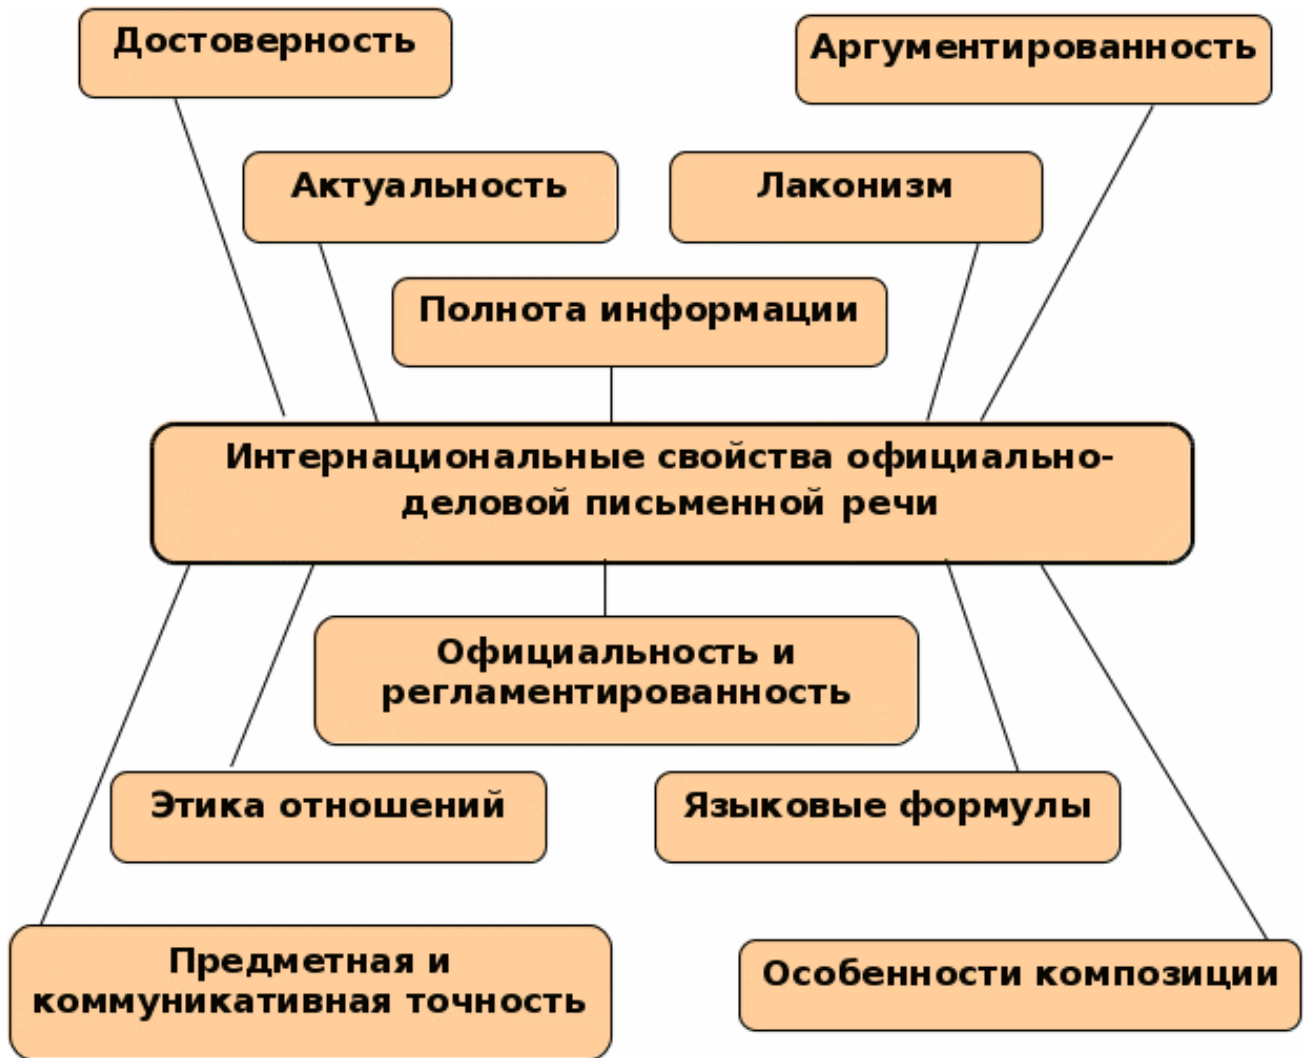 Достоверность
Аргументированность
Актуальность
Лаконизм
Полнота информации
Интернациональные свойства официально-
деловой письменной речи
Официальность и
регламентированность
Этика отношений
Языковые формулы
Предметная и
коммуникативная точность
Особенности композиции